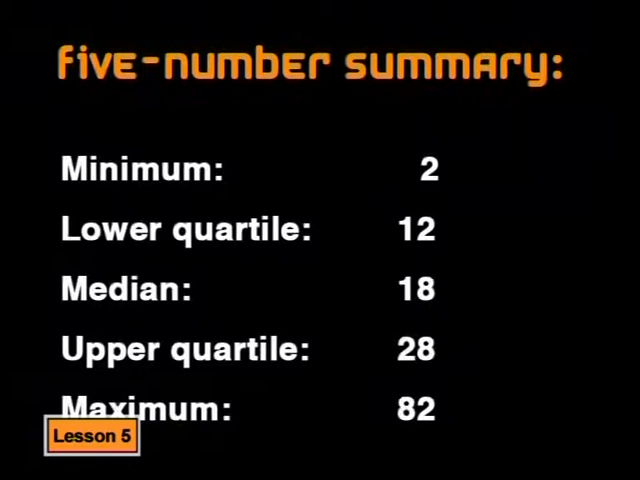 five-number summary:
Minimum: 2
Lower quartile: 12
Median: 18
Upper quartile: 28
Maximum: 82
Lesson 5